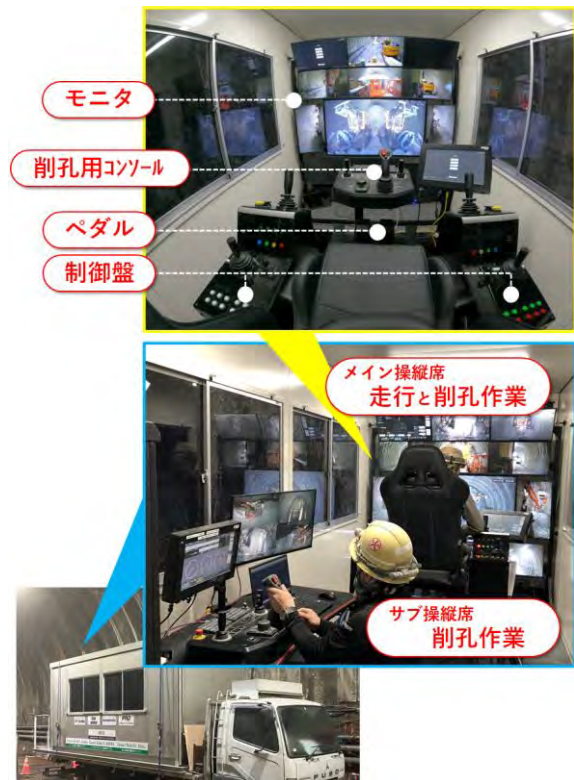 モニタ
削孔用コンソール
ペダル
制御盤
メイン操縦席
走行と削孔作業
サブ操縦席
削孔作業
FUSO